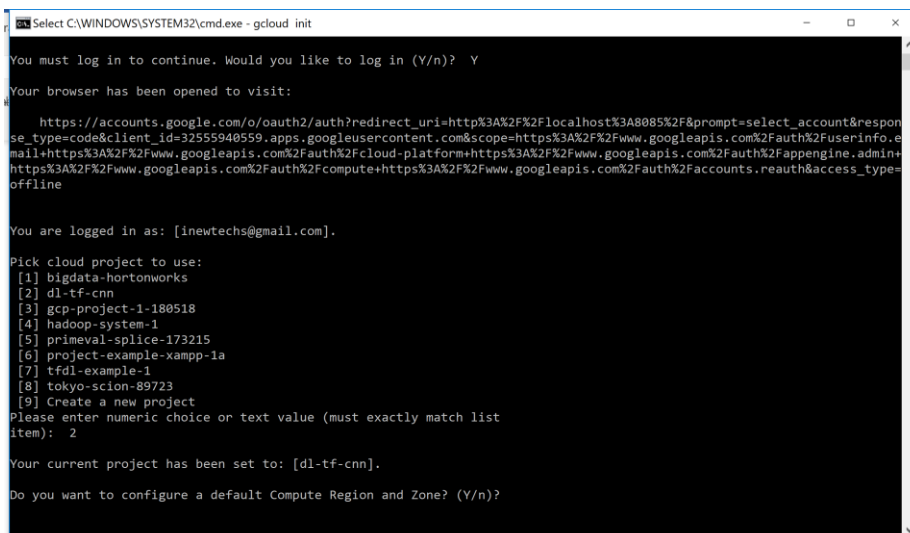 Select C:\WINDOWS\SYSTEM32\cmd.exe - gcloud  init
You must log in to continue. Would you like to log in (Y/n)?  Y
Your browser has been opened to visit:
https://accounts.google.com/o/oauth2/auth?redirect_uri=http%3A%2F%2Flocalhost%3A8085%2F&prompt=select_account&respon
se_type=code&client_id=32555940559.apps.googleusercontent.com&scope=https%3A%2F%2Fwww.googleapis.com%2Fauth%2Fuserinfo.e
mail+https%3A%2F%2Fwww.googleapis.com%2Fauth%2Fcloud-platform+https%3A%2F%2Fwww.googleapis.com%2Fauth%2Fappengine.admin+
https%3A%2F%2Fwww.googleapis.com%2Fauth%2Fcompute+https%3A%2F%2Fwww.googleapis.com%2Fauth%2Faccounts.reauth&access_type=
offline
You are logged in as: [inewtechs@gmail.com].
Pick cloud project to use:
[1] bigdata-hortonworks
[2] dl-tf-cnn
[3] gcp-project-1-180518
[4] hadoop-system-1
[5] primeval-splice-173215
[6] project-example-xampp-1a
[7] tfdl-example-1
[8] tokyo-scion-89723
[9] Create a new project
Please enter numeric choice or text value (must exactly match list
item):  2
Your current project has been set to: [dl-tf-cnn].
Do you want to configure a default Compute Region and Zone? (Y/n)?